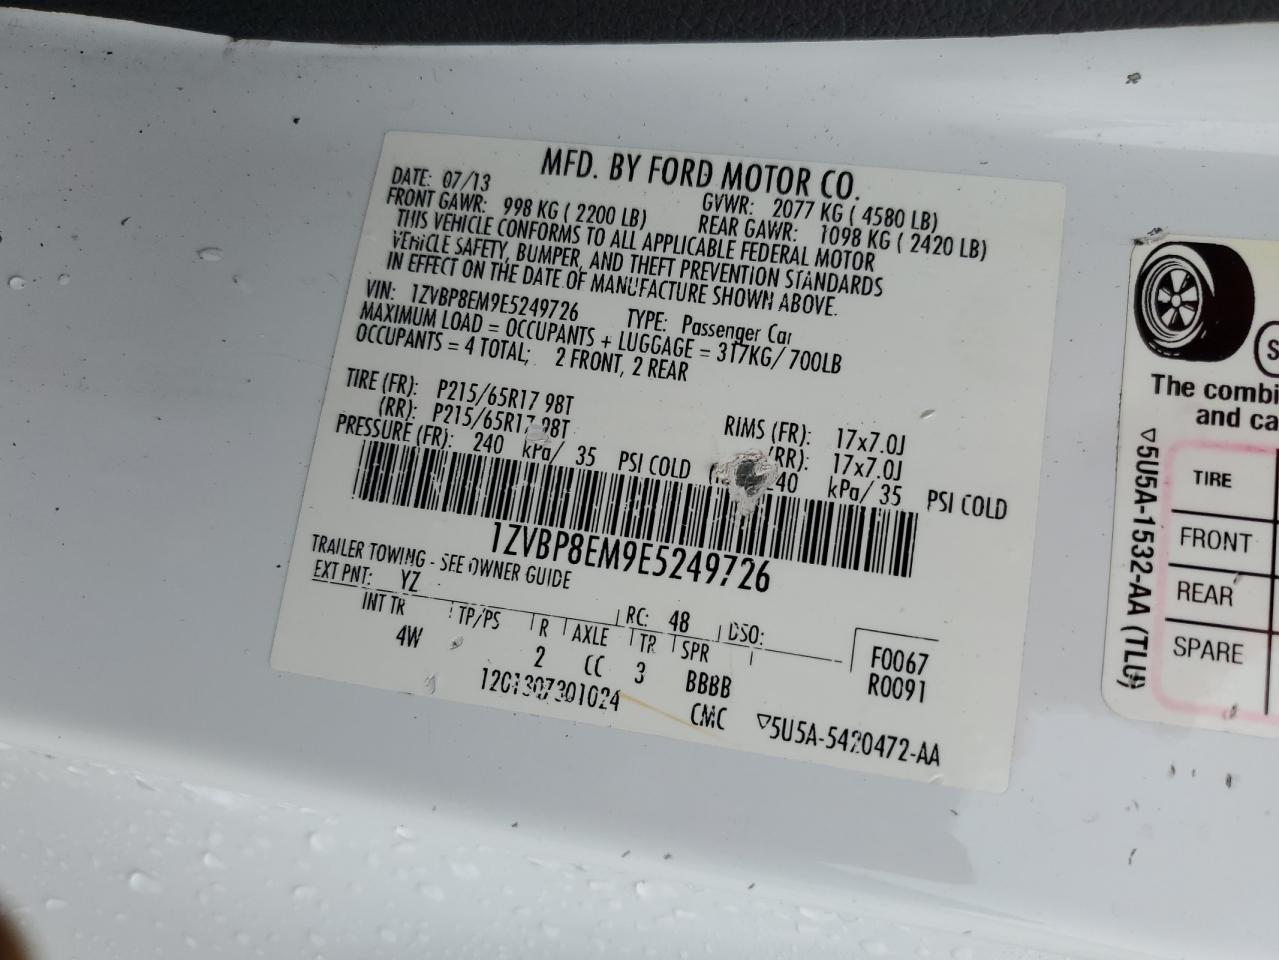 MFD. BY FORD MOTOR CO.
DATE: 07/13 GVWR: 2077 KG ( 4580 LB)
FRONT GAWR: 998 KG ( 2200 LB) REAR GAWR: 1098 KG ( 2420 LB)
THIS VEHICLE CONFORMS TO ALL APPLICABLE FEDERAL MOTOR
VEHICLE SAFETY, BUMPER, AND THEFT PREVENTION STANDARDS
IN EFFECT ON THE DATE OF MANUFACTURE SHOWN ABOVE.
VIN: 1ZVBP8EM9E5249726 TYPE: Passenger Car
MAXIMUM LOAD = OCCUPANTS + LUGGAGE = 317KG/ 700LB
OCCUPANTS = 4 TOTAL; 2 FRONT, 2 REAR
TIRE (FR): P215/65R17 98T RIMS (FR): 17x7.0J
(RR): P215/65R17 98T (RR): 17x7.0J
PRESSURE (FR): 240 kPa/ 35 PSI COLD kPa/ 35 PSI COLD
1ZVBP8EM9E5249726
TRAILER TOWING - SEE OWNER GUIDE
EXT PNT: YZ RC: 48 DSO:
INT TR TP/PS R AXLE TR SPR F0067
4W 2 CC 3 BBBB R0091
1201307301024 CMC ▽5U5A-5420472-AA
The combi
and ca
TIRE
FRONT
REAR
SPARE
▽5U5A-1532-AA (TLU)